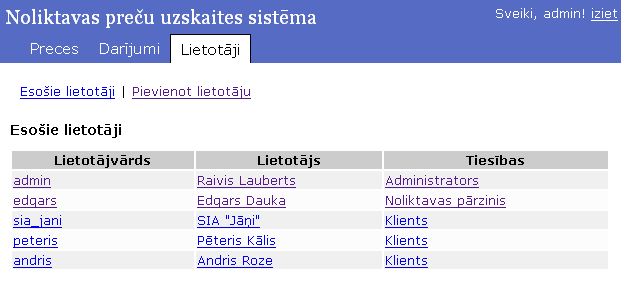 Noliktavas preču uzskaites sistēma
Sveiki, admin! iziet
Preces Darījumi Lietotāji
Esošie lietotāji | Pievienot lietotāju
Esošie lietotāji
Lietotājvārds Lietotājs Tiesības
admin Raivis Lauberts Administrators
edgars Edgars Dauka Noliktavas pārzinis
sia_jani SIA "Jāņi" Klients
peteris Pēteris Kālis Klients
andris Andris Roze Klients